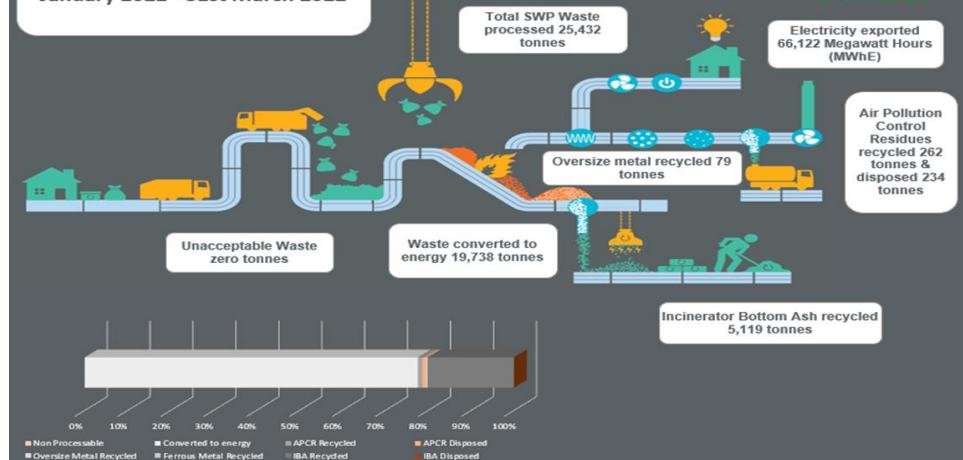 Total SWP Waste
processed 25,432
tonnes
Electricity exported
66,122 Megawatt Hours
(MWhE)
Air Pollution
Control
Residues
recycled 262
tonnes &
disposed 234
tonnes
Oversize metal recycled 79
tonnes
Unacceptable Waste
zero tonnes
Waste converted to
energy 19,738 tonnes
Incinerator Bottom Ash recycled
5,119 tonnes
0% 10% 20% 30% 40% 50% 60% 70% 80% 90% 100%
Non Processable Converted to energy APCR Recycled APCR Disposed
Oversize Metal Recycled Ferrous Metal Recycled IBA Recycled IBA Disposed